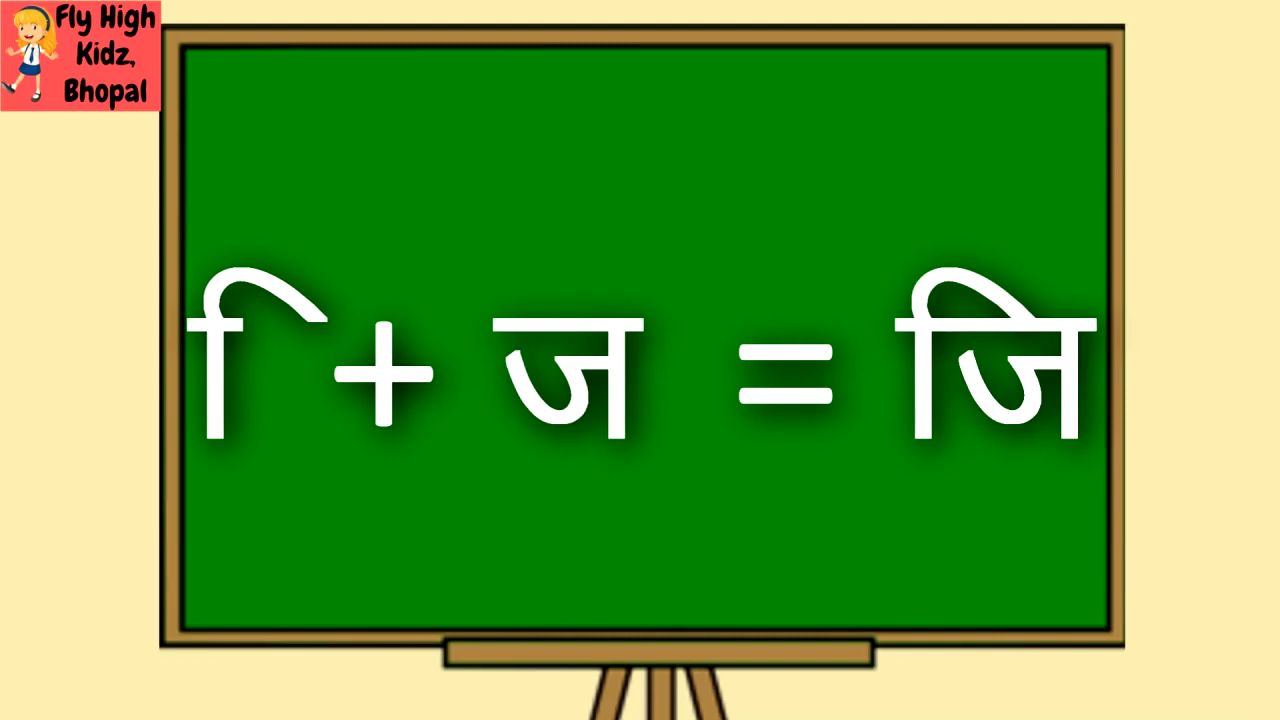 Fly High
Kidz,
Bhopal
ि + ज = जि